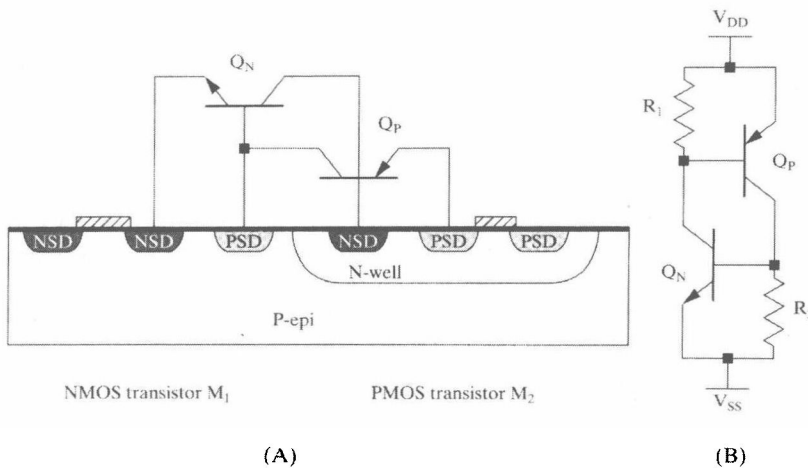 Q_N
Q_P
NSD NSD PSD NSD PSD PSD
N-well
P-epi
NMOS transistor M_1
PMOS transistor M_2
(A)
V_DD
R_1
Q_P
Q_N
R
V_SS
(B)